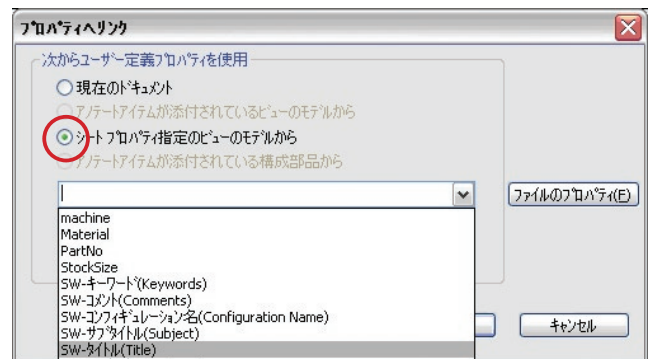 プロパティへリンク
次からユーザー定義プロパティを使用
現在のドキュメント
アノテートアイテムが添付されているビューのモデルから
シート プロパティ指定のビューのモデルから
アノテートアイテムが添付されている構成部品から
ファイルのプロパティ(F)
machine
Material
PartNo
StockSize
SW-キーワード(Keywords)
SW-コメント(Comments)
SW-コンフィギュレーション名(Configuration Name)
SW-サブタイトル(Subject)
キャンセル
SW-タイトル(Title)